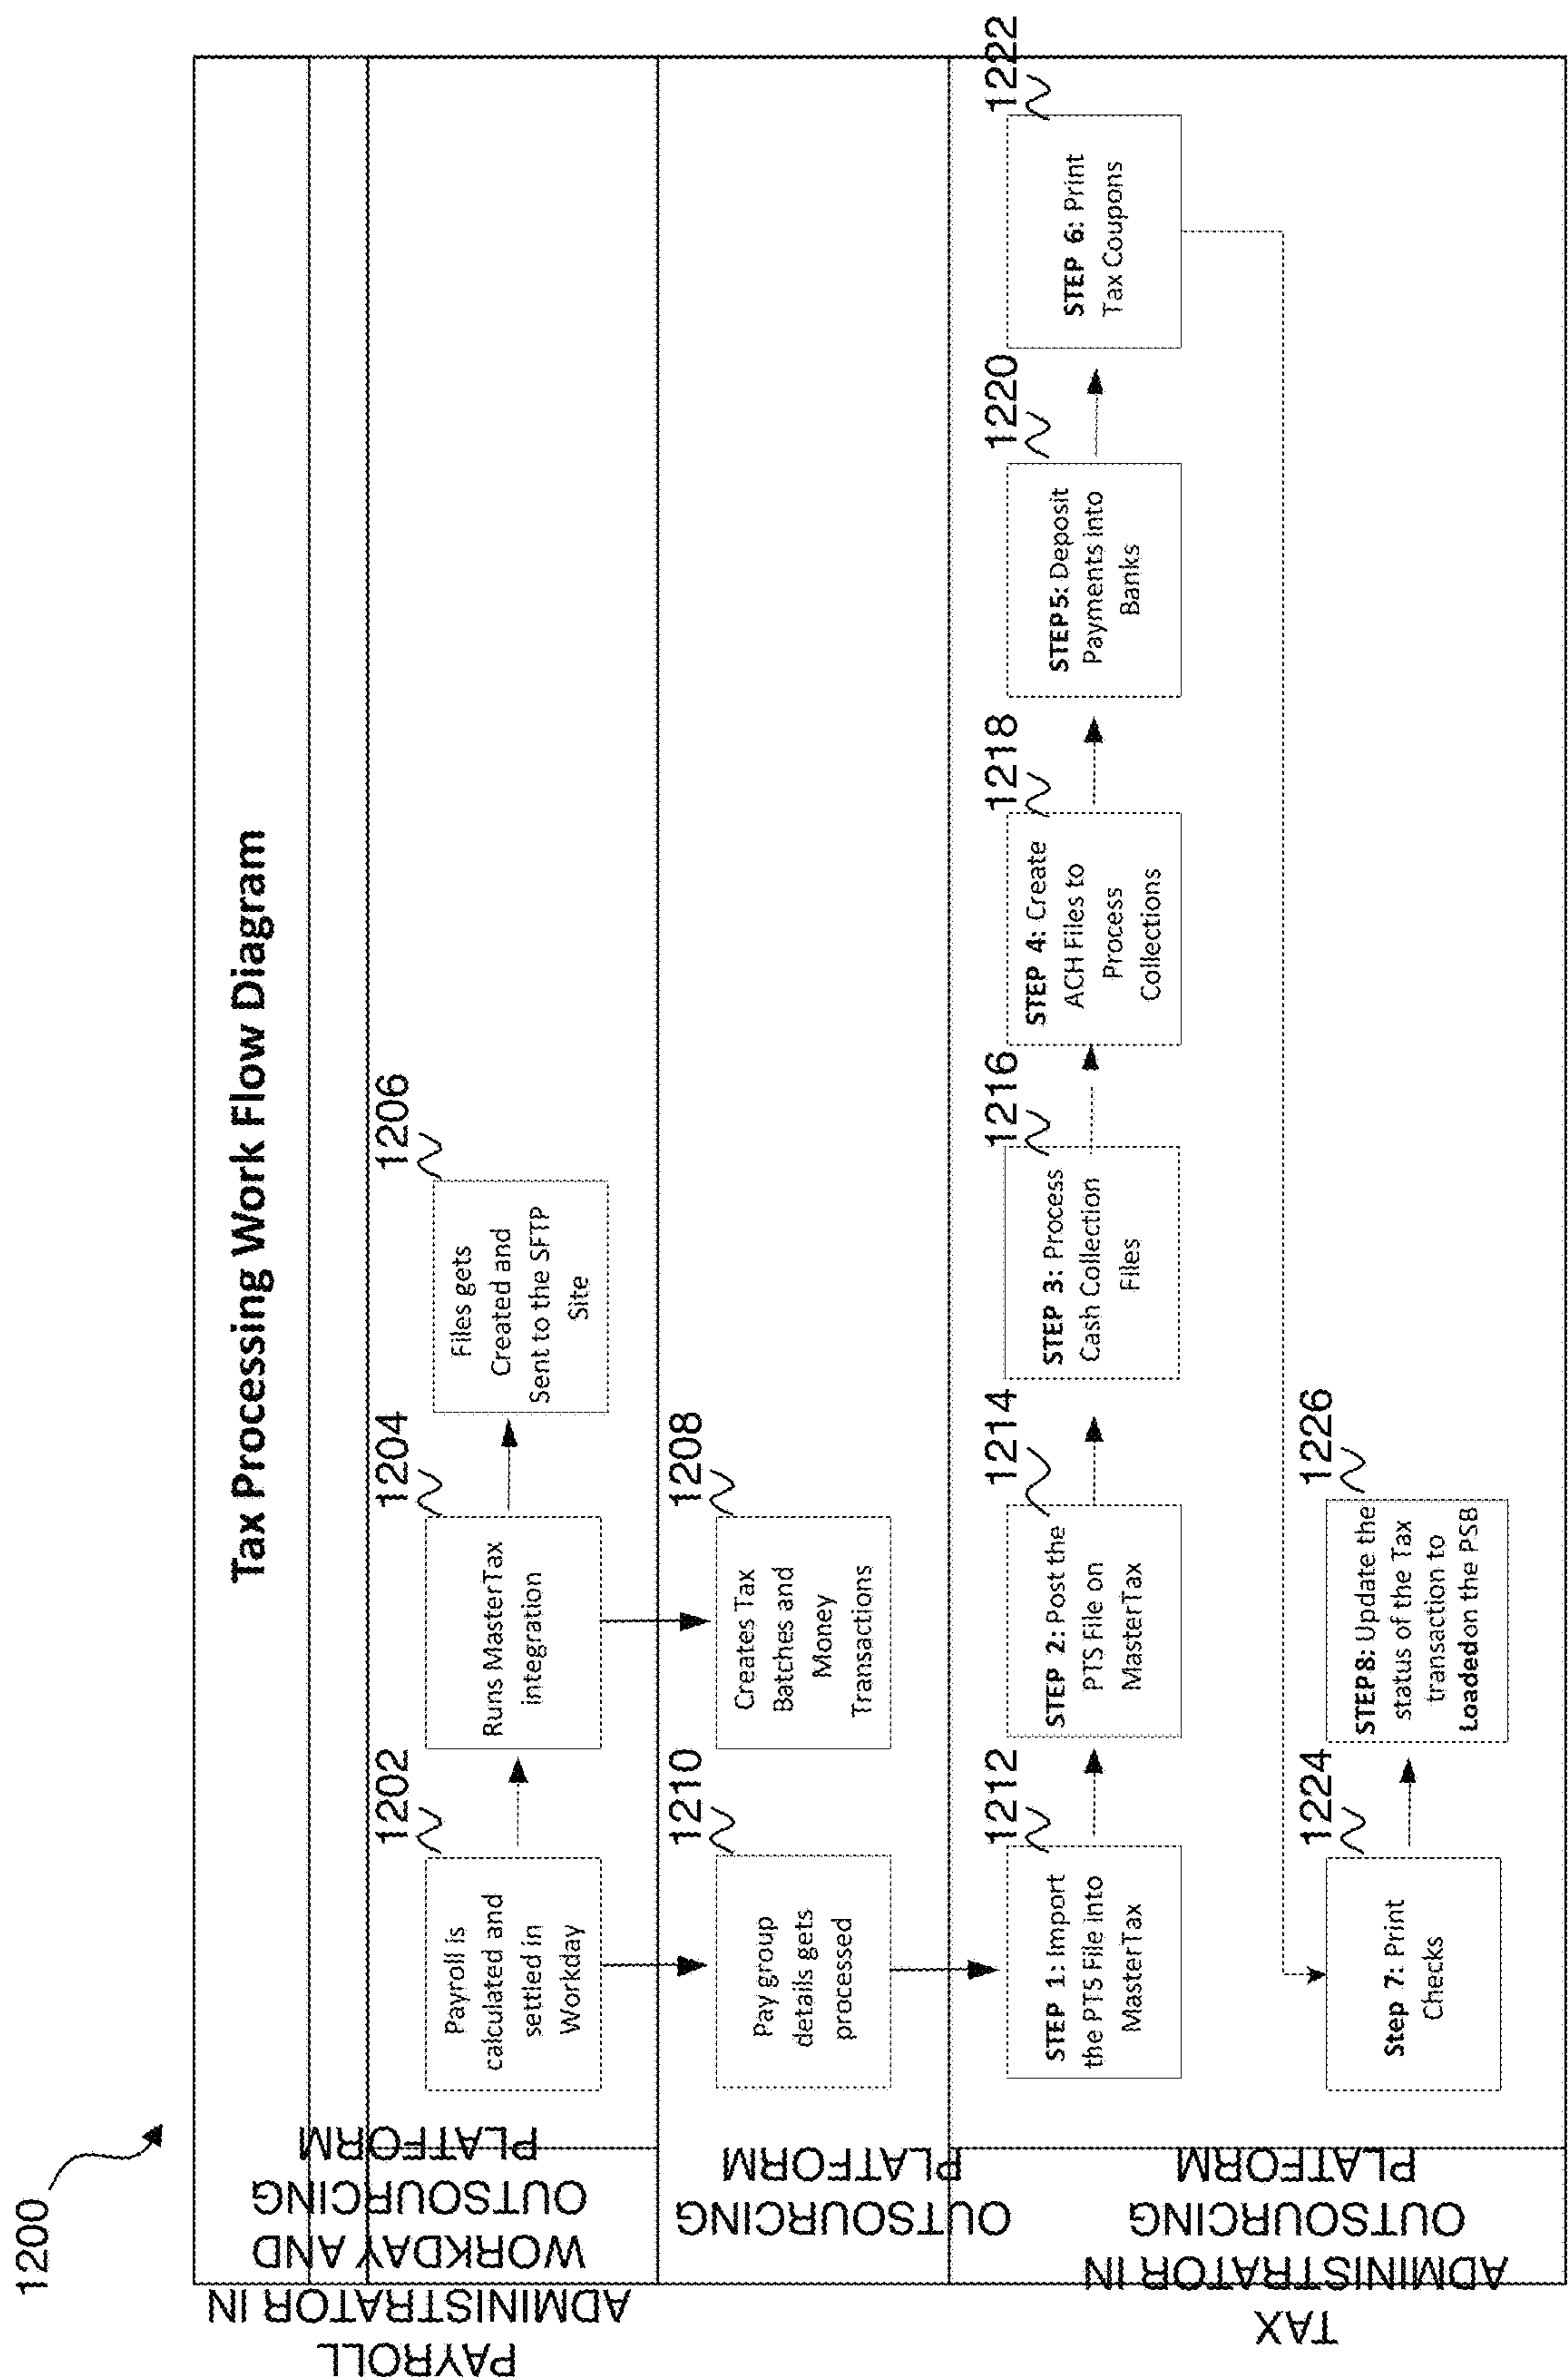 1200
Tax Processing Work Flow Diagram
PAYROLL
ADMINISTRATOR IN
WORKDAY AND
OUTSOURCING
PLATFORM
1202
Payroll is
calculated and
settled in
Workday
1204
Runs MasterTax
integration
1206
Files gets
Created and
Sent to the SFTP
Site
OUTSOURCING
PLATFORM
1210
Pay group
details gets
processed
1208
Creates Tax
Batches and
Money
Transactions
TAX
ADMINISTRATOR IN
OUTSOURCING
PLATFORM
1212
STEP 1: Import
the PTS File into
MasterTax
1214
STEP 2: Post the
PTS File on
MasterTax
1216
STEP 3: Process
Cash Collection
Files
1218
STEP 4: Create
ACH Files to
Process
Collections
1220
STEP5: Deposit
Payments into
Banks
1222
STEP 6: Print
Tax Coupons
1224
Step 7: Print
Checks
1226
STEP8: Update the
status of the Tax
transaction to
Loaded on the PSB